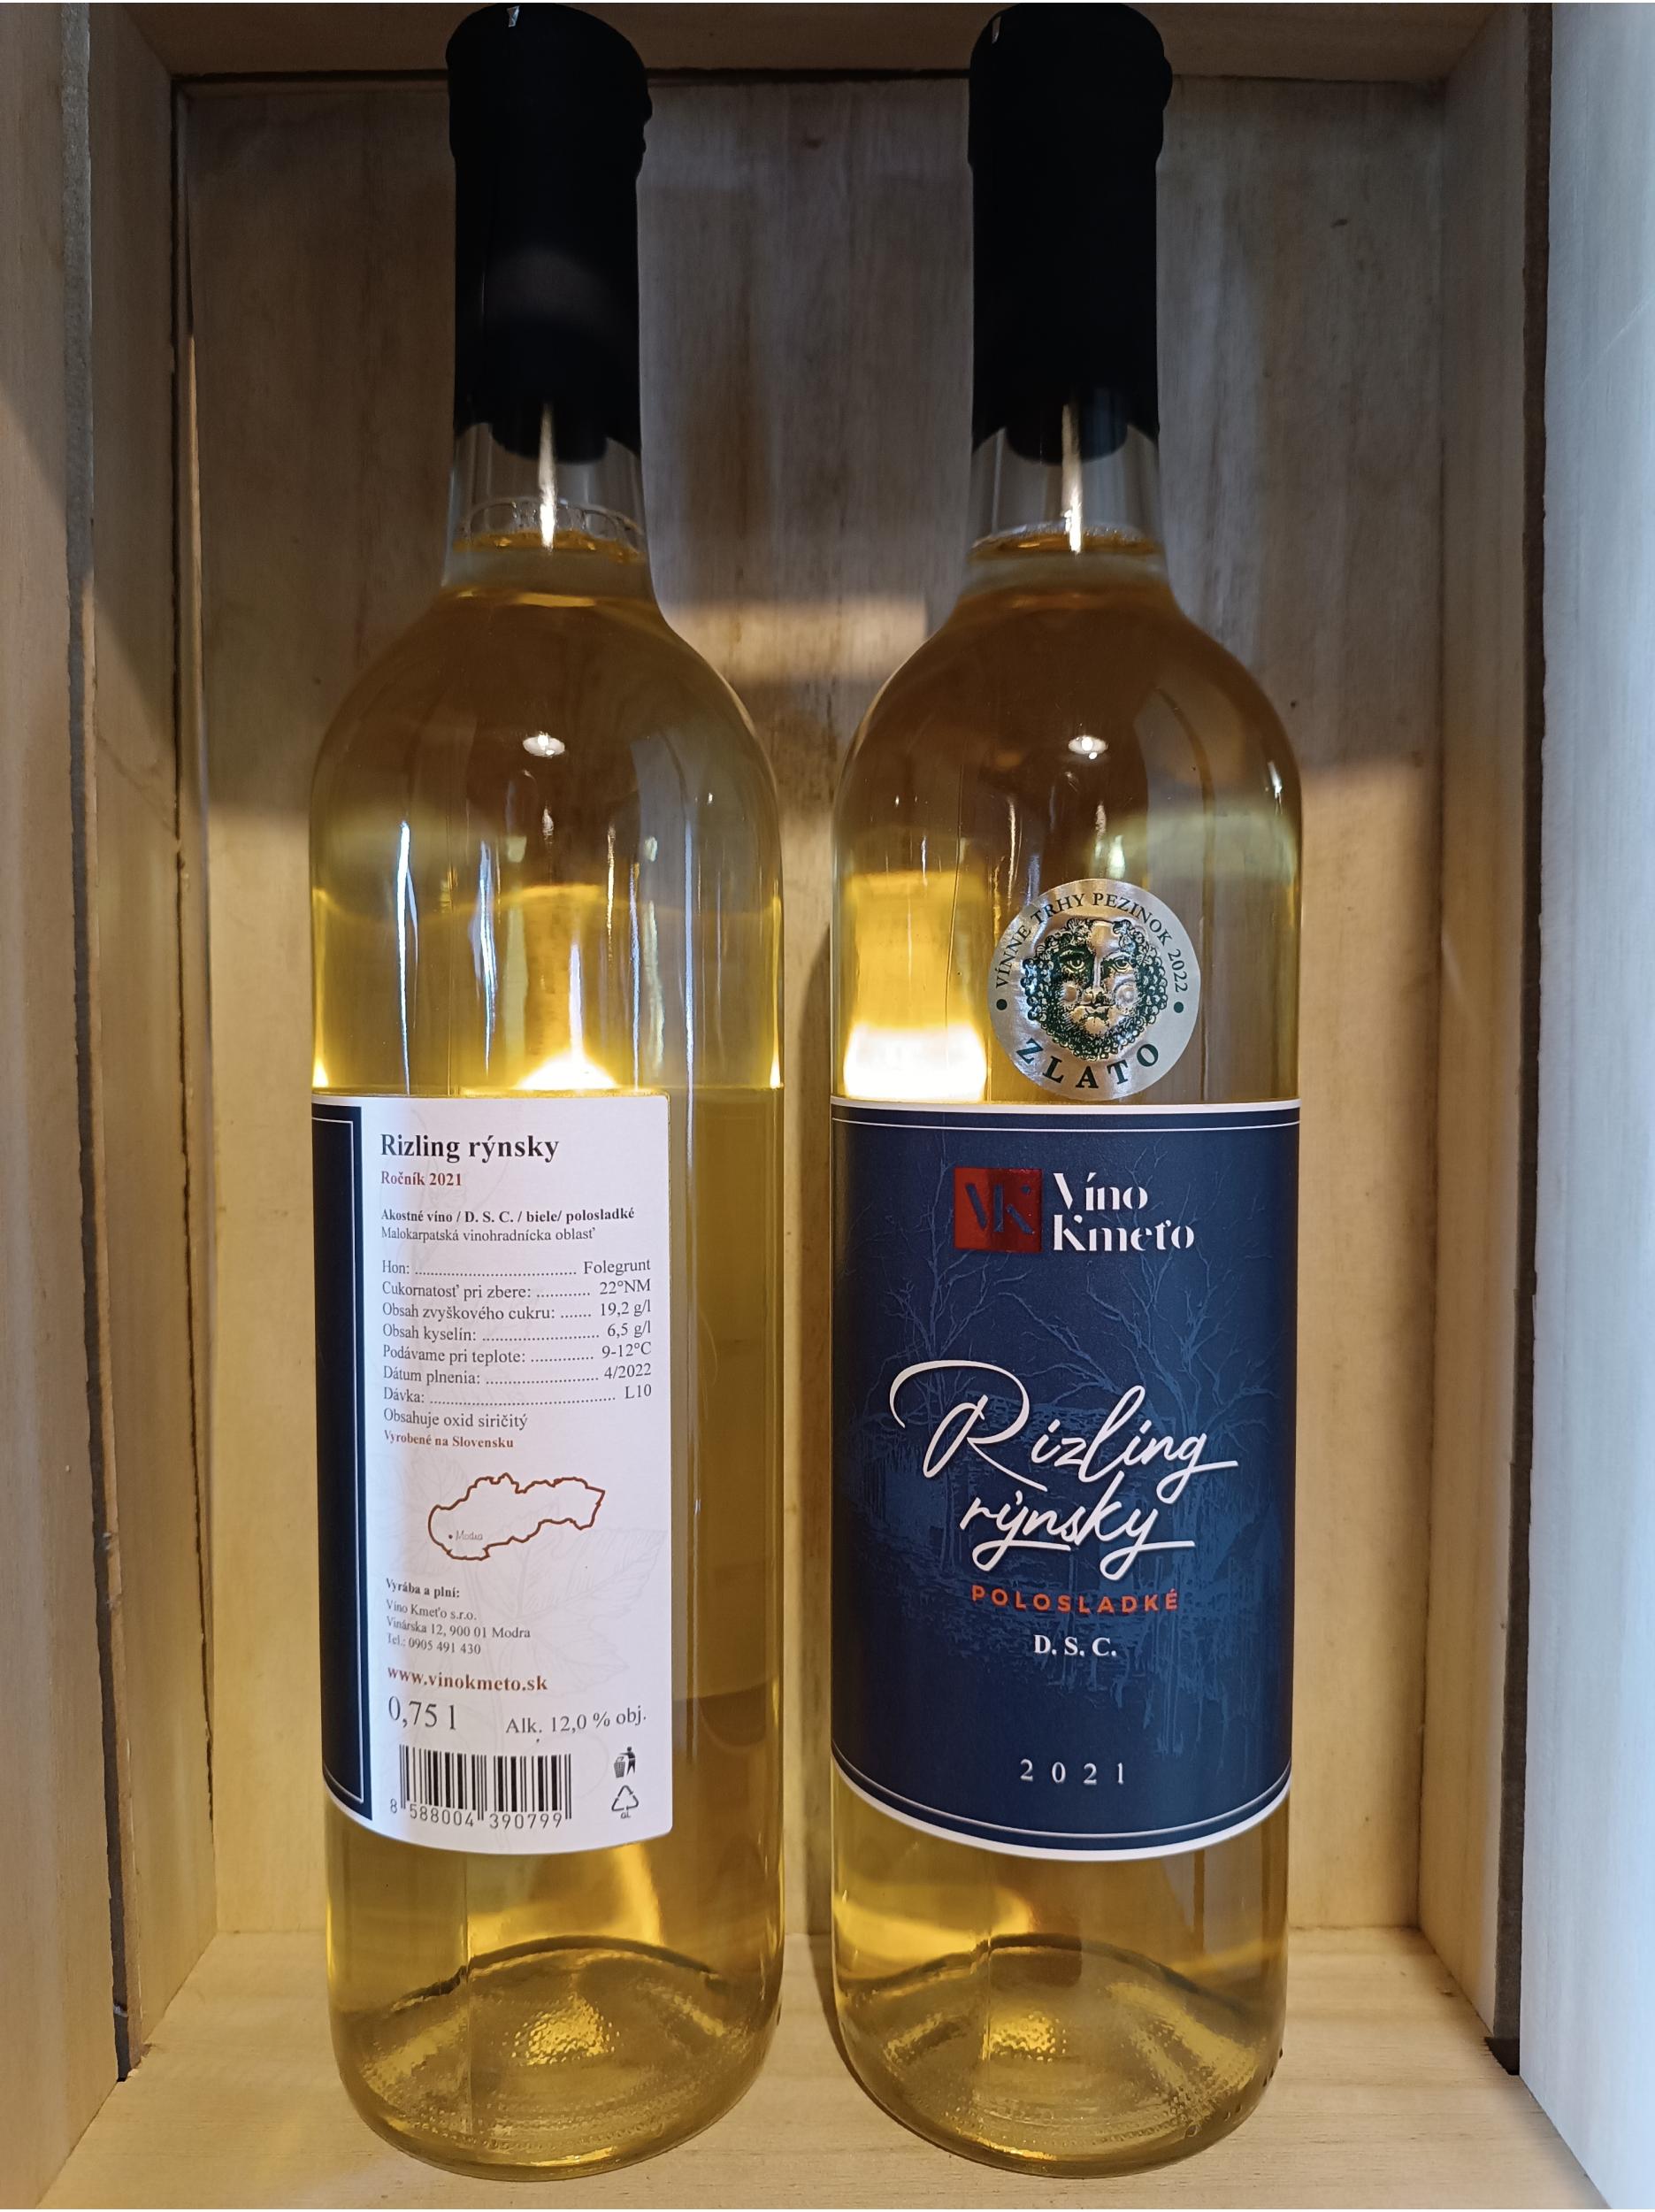 Rizling rýnsky
Ročník 2021
Akostné víno / D. S. C. / biele/ polosladké
Malokarpatská vinohradnícka oblasť
Hon: ........................................ Folegrunt
Cukornatosť pri zbere: ............ 22°NM
Obsah zvyškového cukru: ....... 19,2 g/l
Obsah kyselín: ............................ 6,5 g/l
Podávame pri teplote: .............. 9-12°C
Dátum plnenia: ........................... 4/2022
Dávka: ............................................. L10
Obsahuje oxid siričitý
Vyrobené na Slovensku
Modra
Vyrába a plní:
Víno Kmeťo s.r.o.
Vinárska 12, 900 01 Modra
Tel.: 0905 491 430
www.vinokmeto.sk
0,75 l Alk. 12,0 % obj.
8 588004 390799
GL
VÍNNE TRHY PEZINOK 2022
ZLATO
VK Víno
Kmeťo
Rizling
rýnsky
POLOSLADKÉ
D. S. C.
2021